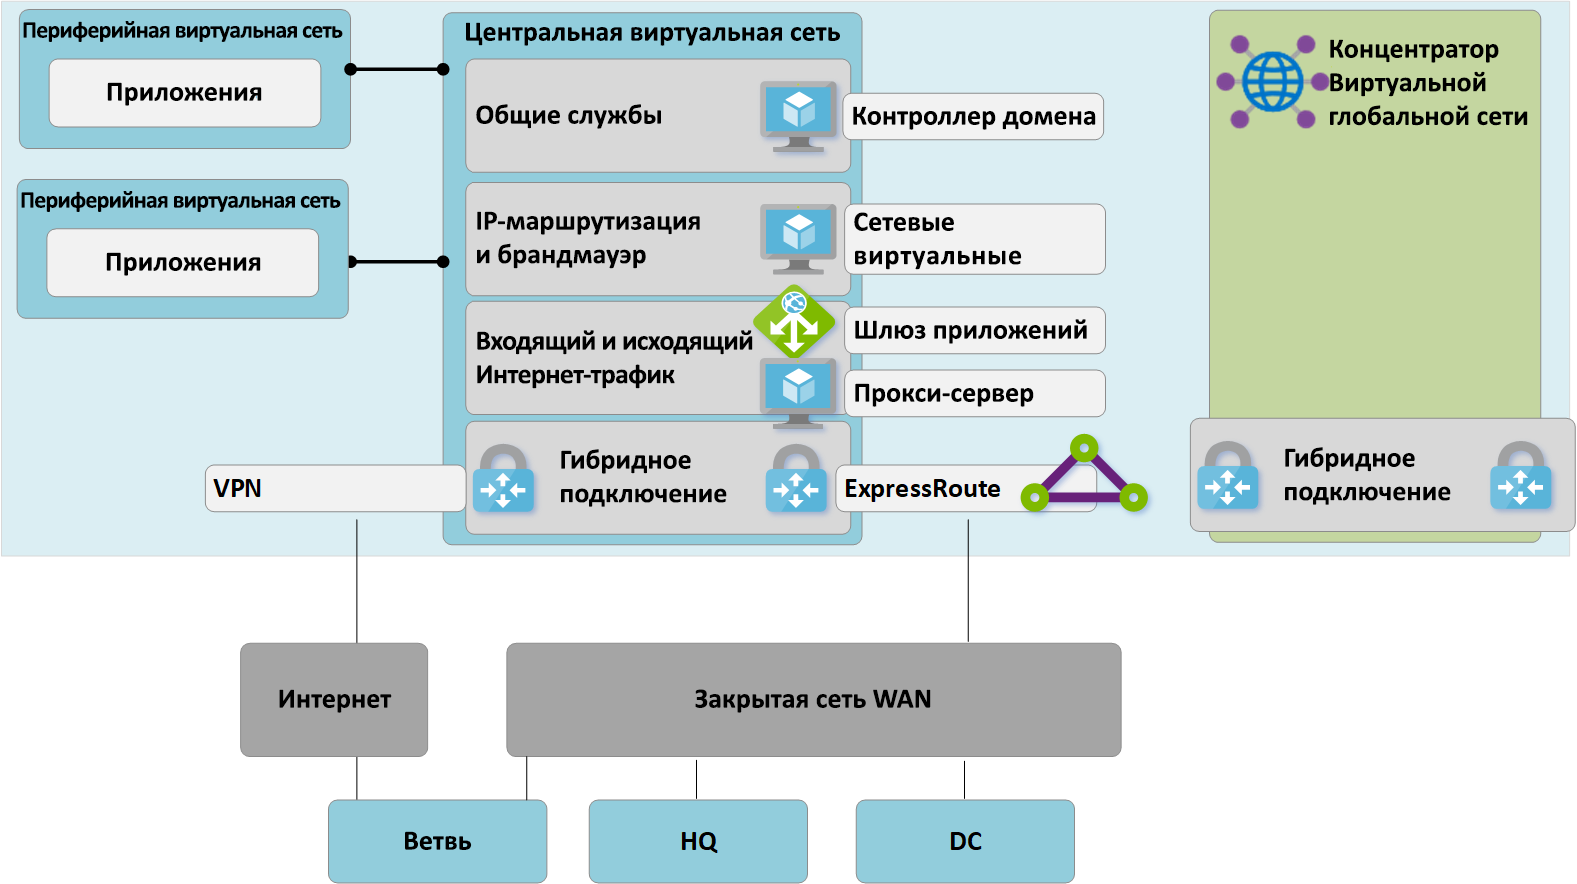 Периферийная виртуальная сеть
Приложения
Периферийная виртуальная сеть
Приложения
Центральная виртуальная сеть
Общие службы
Контроллер домена
IP-маршрутизация
и брандмауэр
Сетевые
виртуальные
Входящий и исходящий
Интернет-трафик
Шлюз приложений
Прокси-сервер
VPN
Гибридное
подключение
ExpressRoute
Концентратор
Виртуальной
глобальной сети
Гибридное
подключение
Интернет
Закрытая сеть WAN
Ветвь
HQ
DC